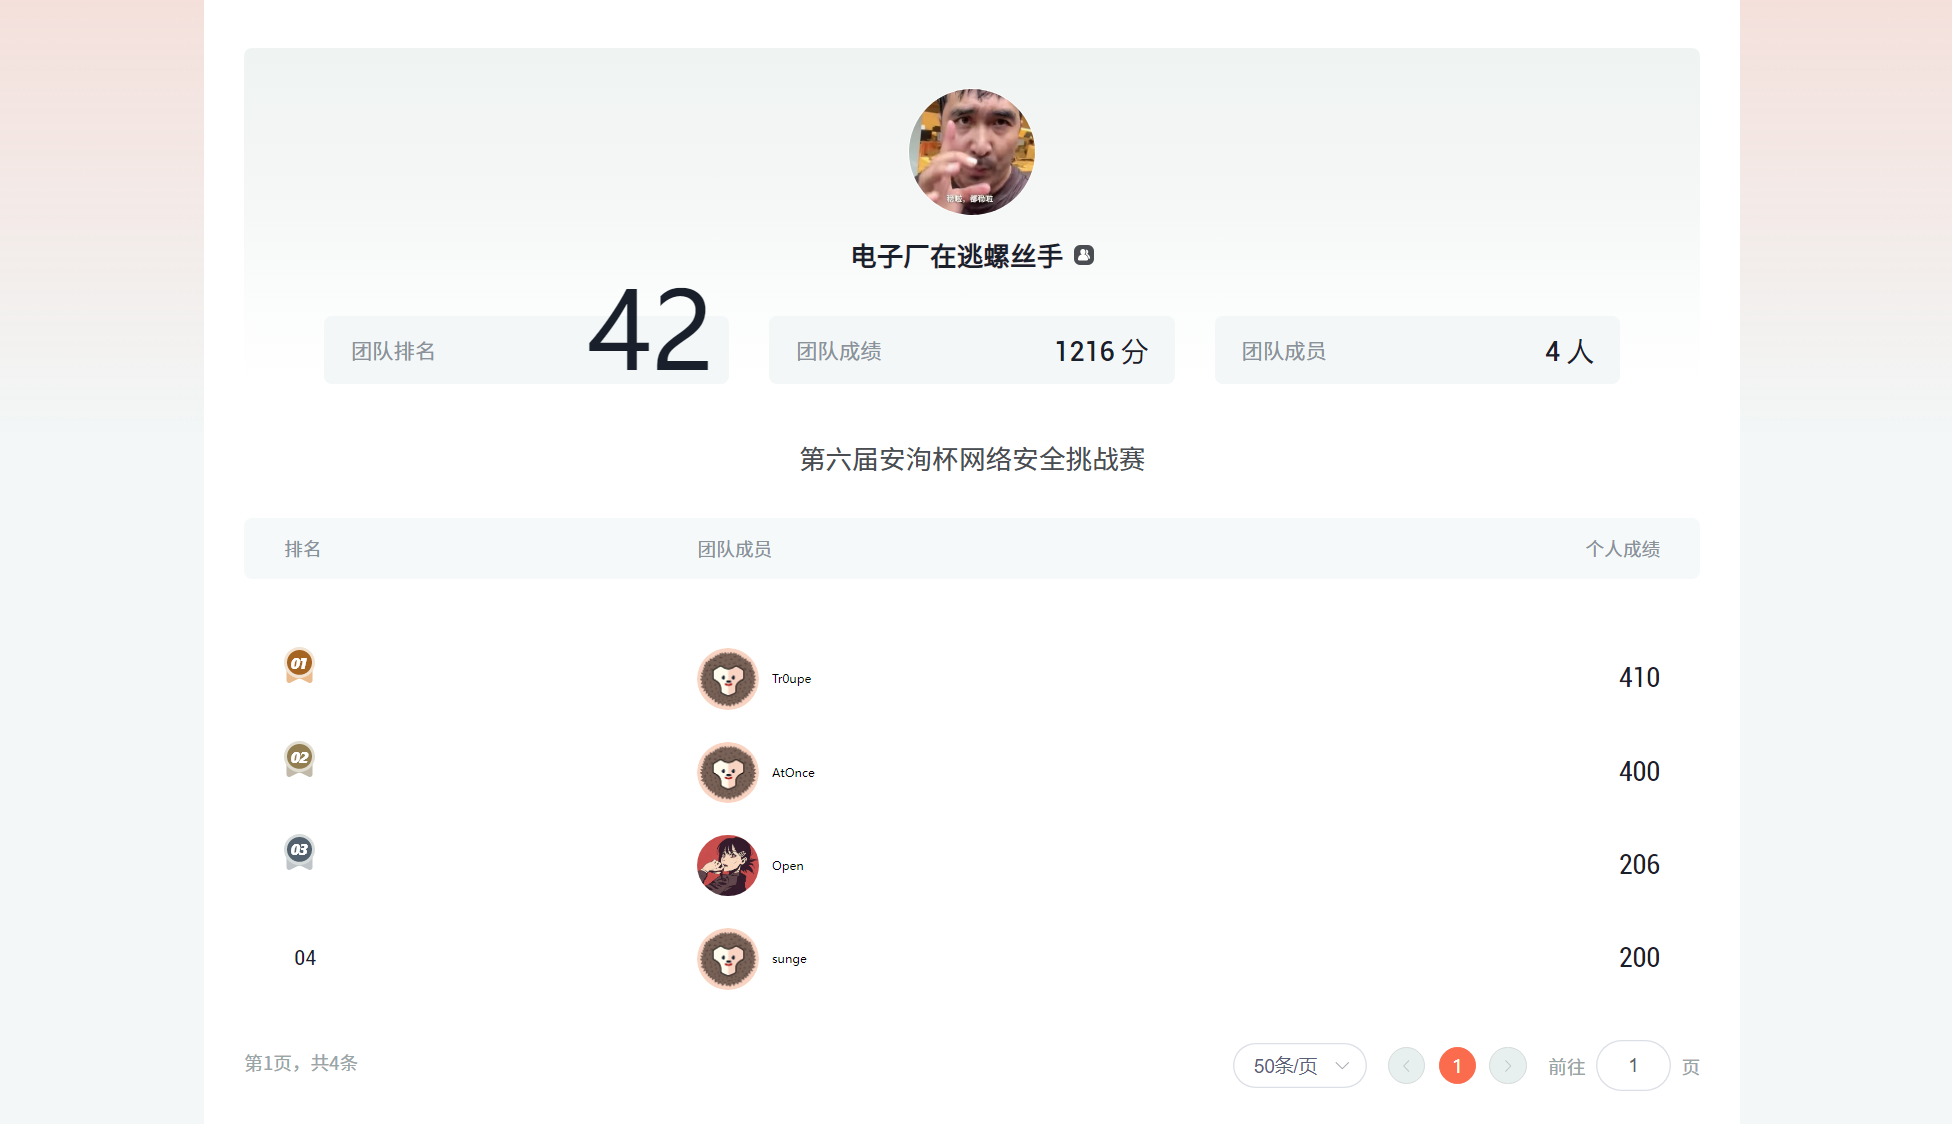 电子厂在逃螺丝手
团队排名 42 团队成绩 1216 分 团队成员 4 人
第六届安洵杯网络安全挑战赛
排名 团队成员 个人成绩
01 Tr0upe 410
02 AtOnce 400
03 Open 206
04 sunge 200
第1页，共4条 50条/页 1 前往 1 页